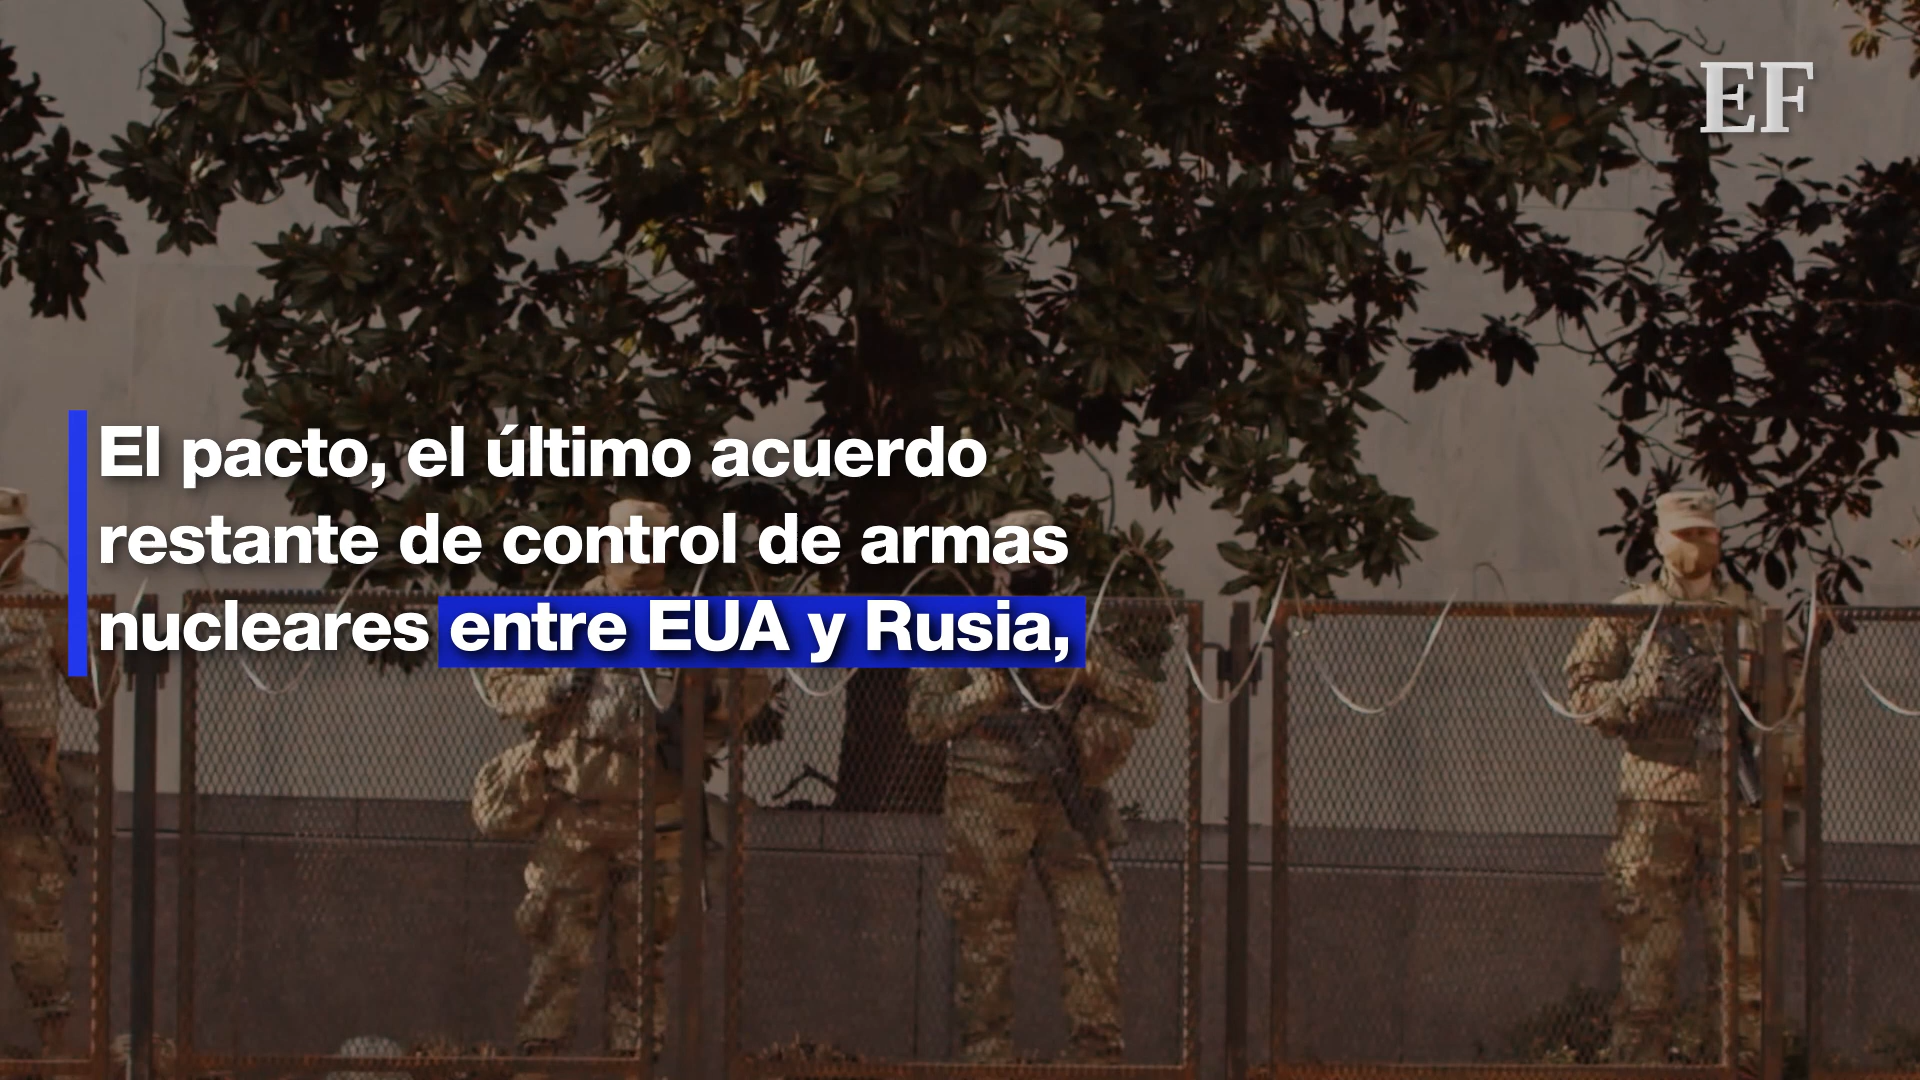 EF
El pacto, el último acuerdo
restante de control de armas
nucleares entre EUA y Rusia,